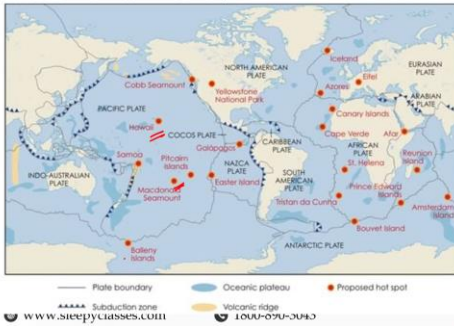 NORTH AMERICAN
PLATE
Iceland
EURASIAN
PLATE
Cobb Seamount
Yellowstone
National Park
Azores
Eifel
ARABIAN
PLATE
PACIFIC PLATE
Canary Islands
Hawaii
COCOS PLATE
CARIBBEAN
PLATE
Cape Verde
Afar
Galápagos
AFRICAN
PLATE
Samoa
Pitcairn
islands
NAZCA
PLATE
St. Helena
Reunion
Island
INDO-AUSTRALIAN
PLATE
Macdonald
Seamount
Easter Island
SOUTH
AMERICAN
PLATE
Prince Edward
Islands
Tristan da Cunha
Amsterdam
Island
Bouvet Island
Balleny
Islands
ANTARCTIC PLATE
Plate boundary
Oceanic plateau
Proposed hot spot
Subduction zone
Volcanic ridge
www.sleepyclasses.com
1800-890-3043